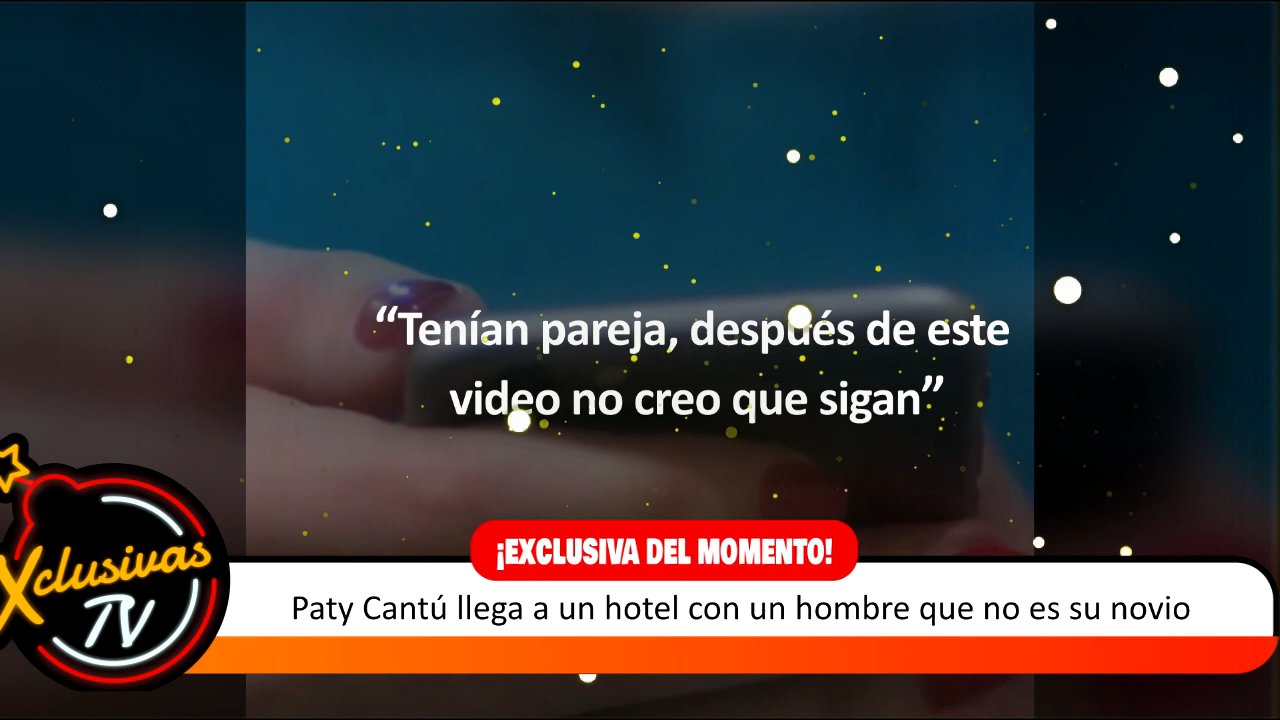 “Tenían pareja, después de este
video no creo que sigan”
¡EXCLUSIVA DEL MOMENTO!
Paty Cantú llega a un hotel con un hombre que no es su novio
Xclusivas
TV